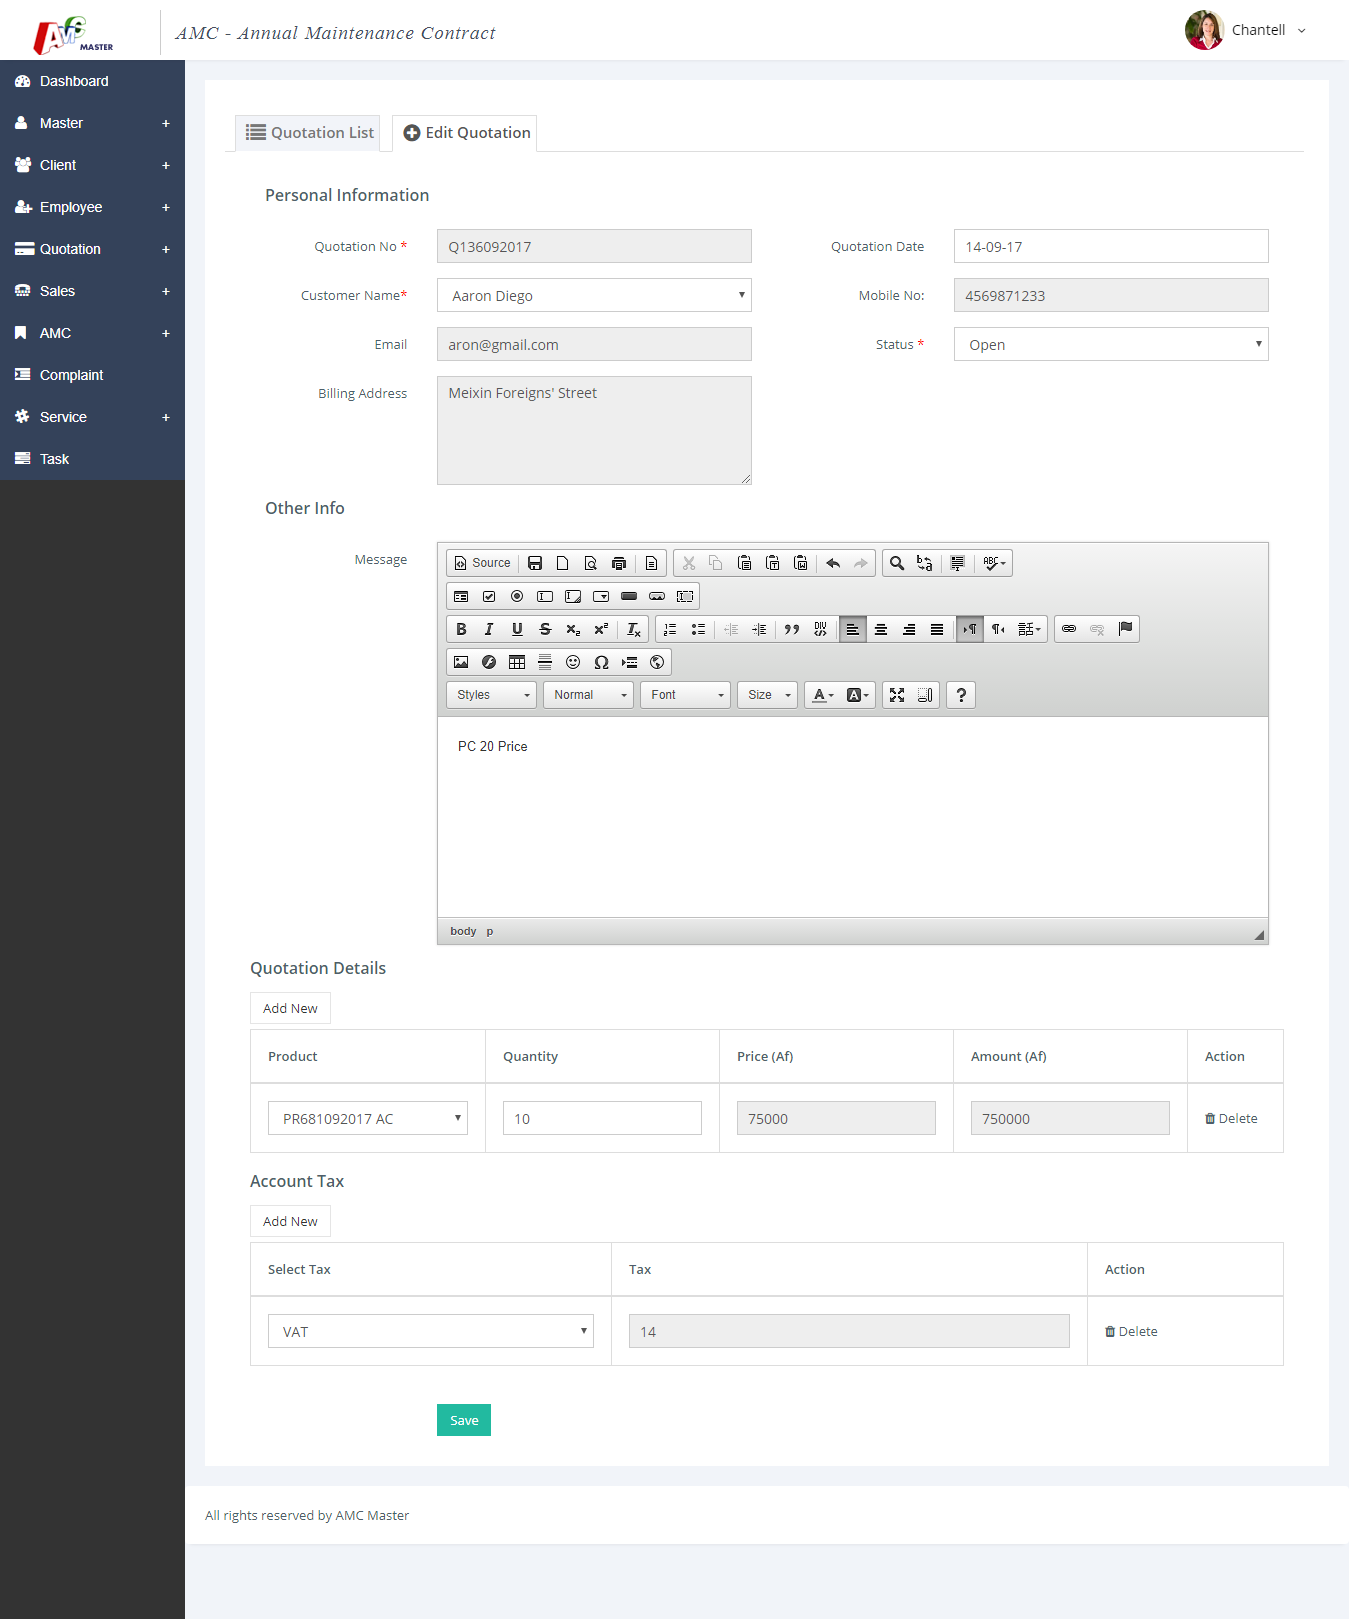 AMC MASTER
AMC - Annual Maintenance Contract
Chantell
Dashboard
Master +
Client +
Employee +
Quotation +
Sales +
AMC +
Complaint
Service +
Task
Quotation List
Edit Quotation
Personal Information
Quotation No * Q136092017
Quotation Date 14-09-17
Customer Name* Aaron Diego
Mobile No: 4569871233
Email aron@gmail.com
Status * Open
Billing Address Meixin Foreigns' Street
Other Info
Message
Source
ABC
B I U S x₂ x² Tx
DIV
Styles Normal Font Size A A ?
PC 20 Price
body p
Quotation Details
Add New
Product Quantity Price (Af) Amount (Af) Action
PR681092017 AC 10 75000 750000 Delete
Account Tax
Add New
Select Tax Tax Action
VAT 14 Delete
Save
All rights reserved by AMC Master